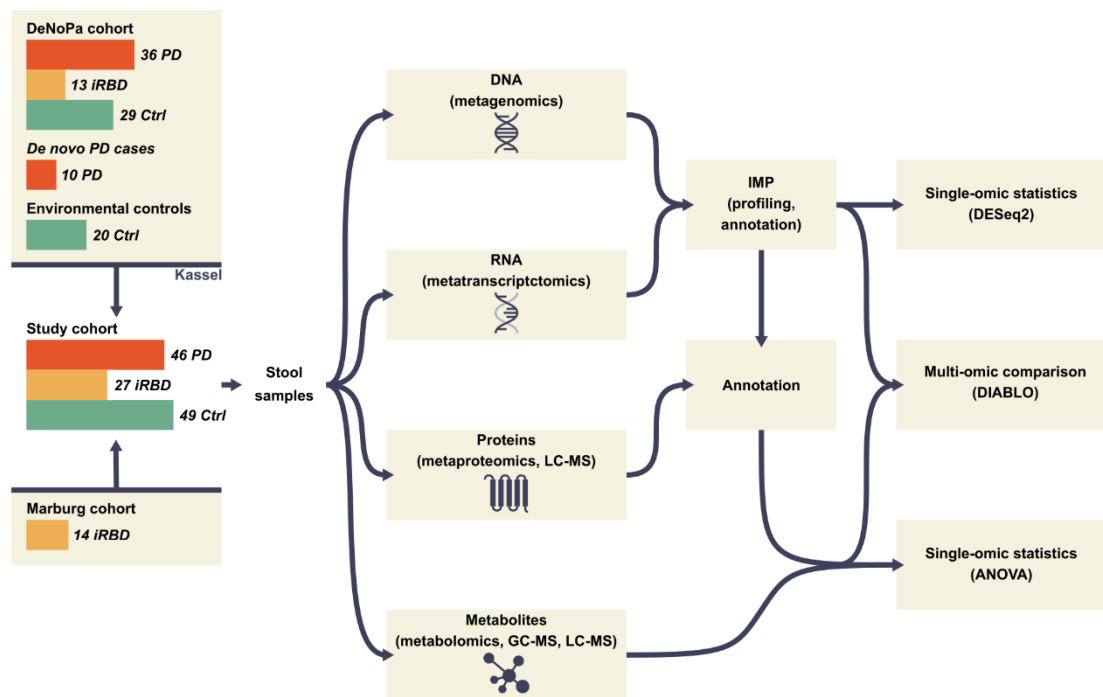 DeNoPa cohort
36 PD
13 iRBD
29 Ctrl
De novo PD cases
10 PD
Environmental controls
20 Ctrl
Kassel
Study cohort
46 PD
27 iRBD
49 Ctrl
Marburg cohort
14 iRBD
Stool
samples
DNA
(metagenomics)
RNA
(metatranscriptctomics)
Proteins
(metaproteomics, LC-MS)
Metabolites
(metabolomics, GC-MS, LC-MS)
IMP
(profiling,
annotation)
Annotation
Single-omic statistics
(DESeq2)
Multi-omic comparison
(DIABLO)
Single-omic statistics
(ANOVA)